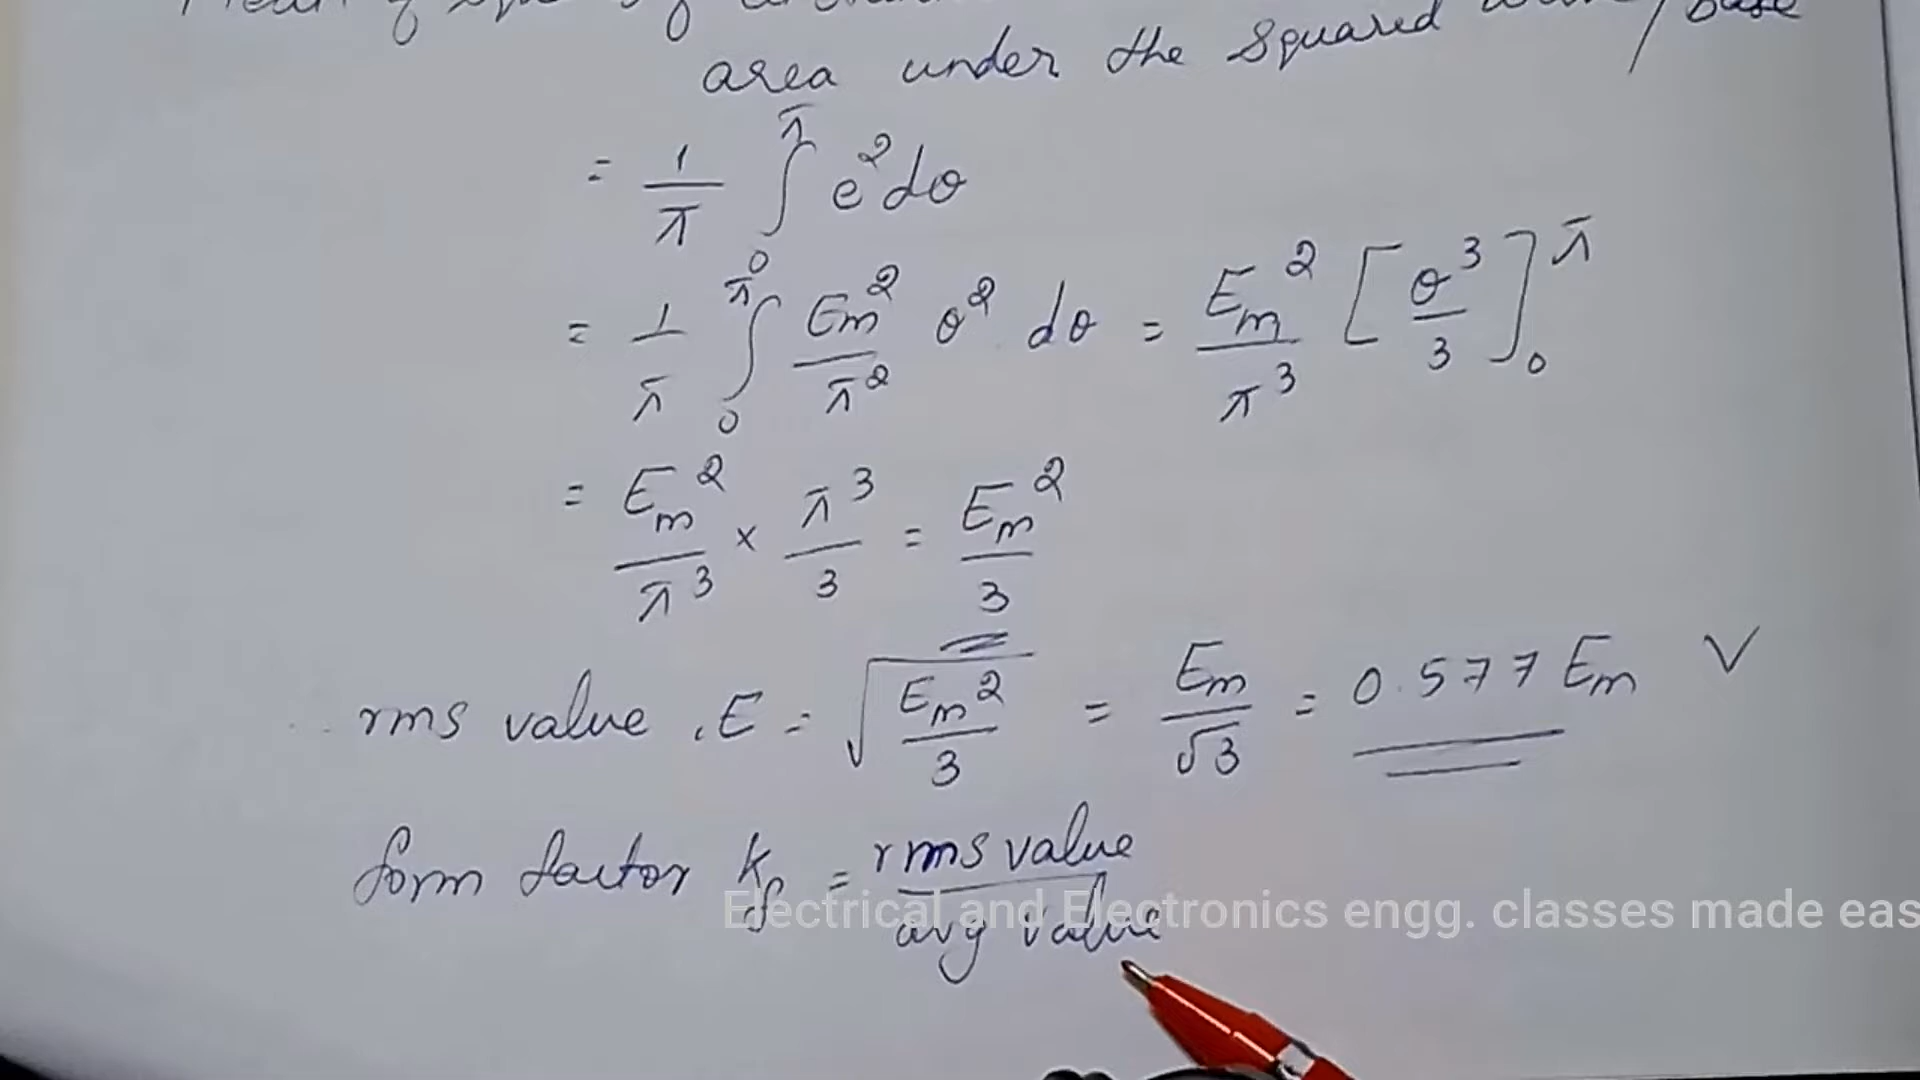 area under the squared
= 1/π ∫₀^π e² dθ
= 1/π ∫₀^π Em²/π² θ² dθ = Em²/π³ [θ³/3]₀^π
= Em²/π³ × π³/3 = Em²/3
rms value, E = √(Em²/3) = Em/√3 = 0.577 Em V
form factor Kf = rms value / avg value
Electrical and Electronics engg. classes made eas